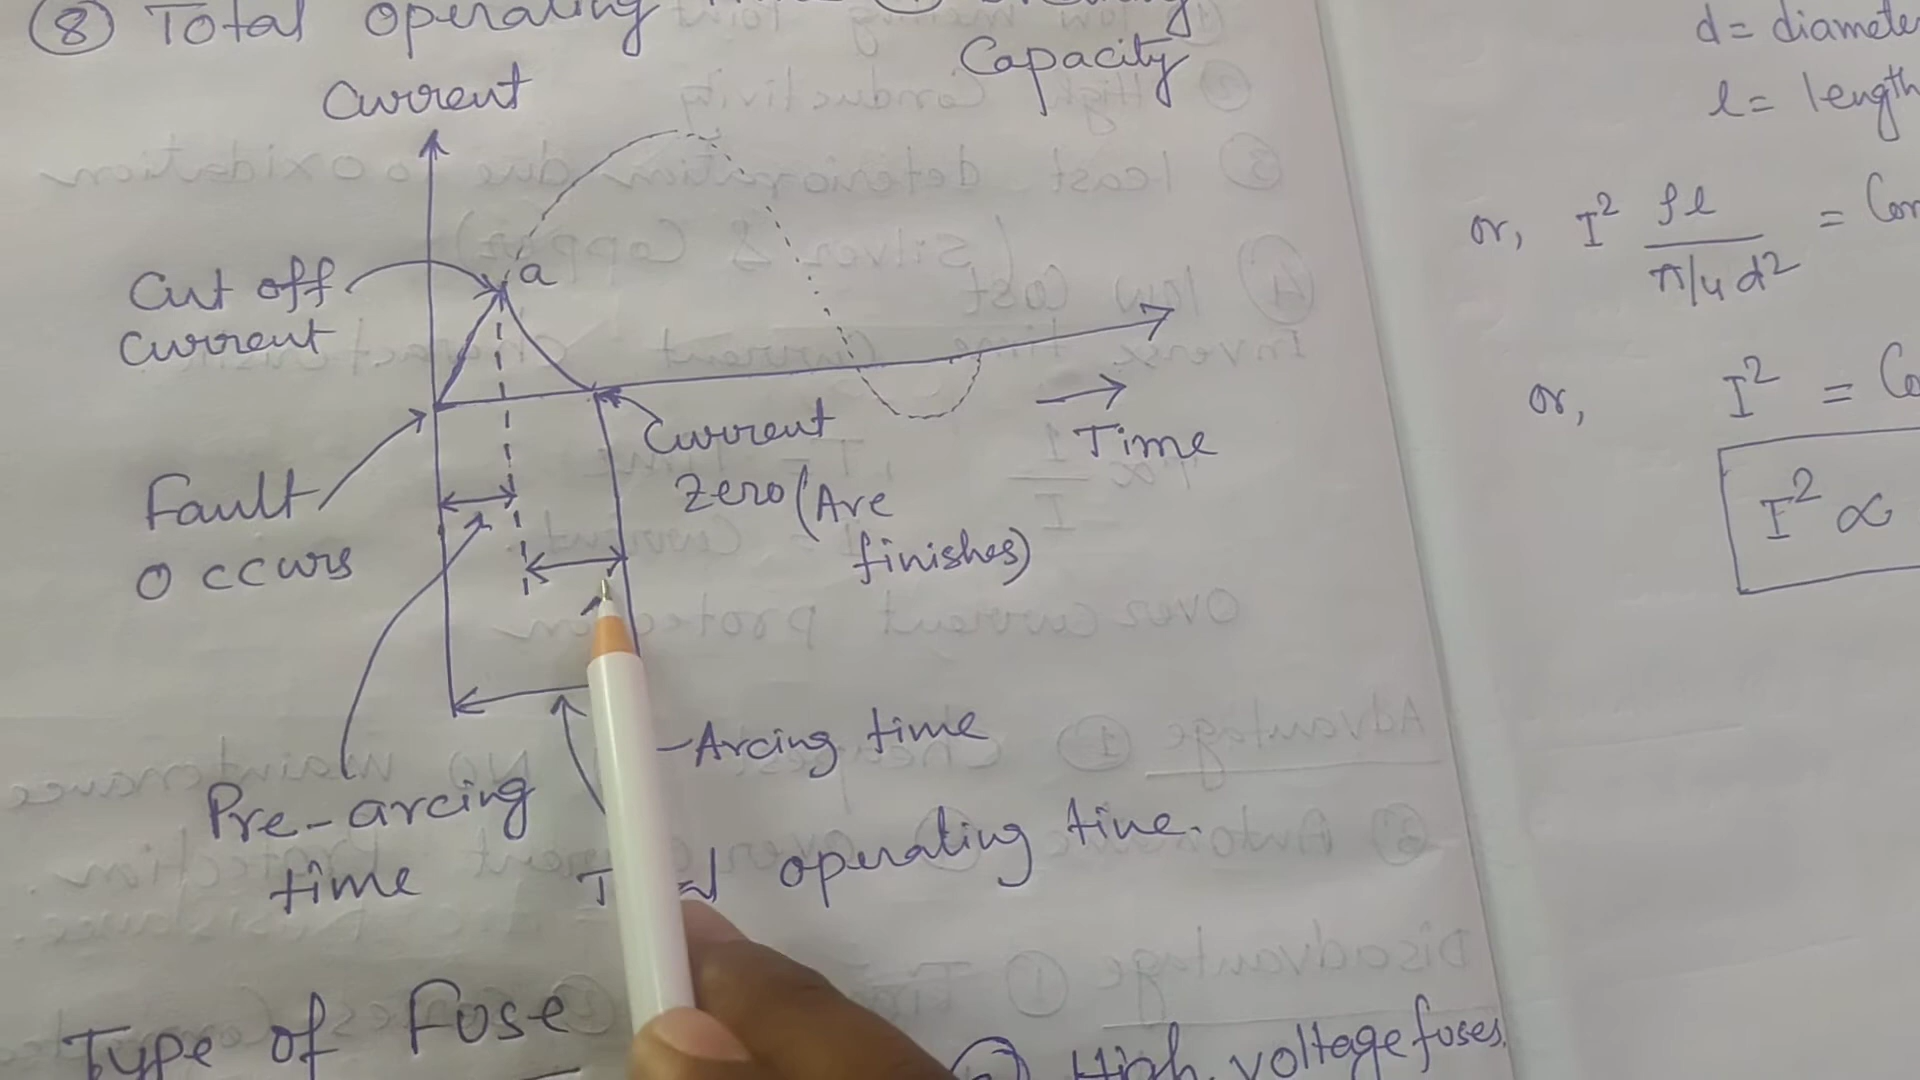 ⑧ Total operating
Capacity
Current
a
Cut off
Current
Fault
Occurs
Current
Zero (Arc
finishes)
Time
Arcing time
Pre-arcing
time
operating time.
Type of Fuse
High voltage fuses.
d = diameter
l = length
or, I² ρl / π/4 d² = Con
or, I² = Co
I² ∝